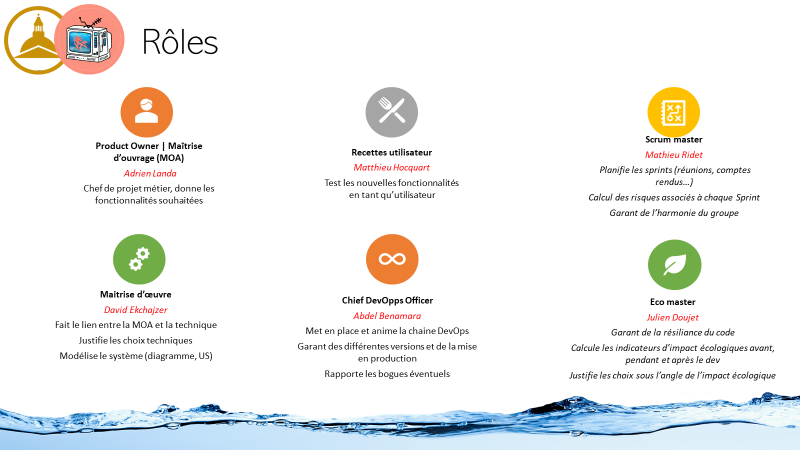 Rôles
Product Owner | Maîtrise
d'ouvrage (MOA)
Adrien Landa
Chef de projet métier, donne les
fonctionnalités souhaitées
Recettes utilisateur
Matthieu Hocquart
Test les nouvelles fonctionnalités
en tant qu'utilisateur
Scrum master
Mathieu Ridet
Planifie les sprints (réunions, comptes
rendus…)
Calcul des risques associés à chaque Sprint
Garant de l'harmonie du groupe
Maitrise d'œuvre
David Ekchajzer
Fait le lien entre la MOA et la technique
Justifie les choix techniques
Modélise le système (diagramme, US)
Chief DevOpps Officer
Abdel Benamara
Met en place et anime la chaine DevOps
Garant des différentes versions et de la mise
en production
Rapporte les bogues éventuels
Eco master
Julien Doujet
Garant de la résiliance du code
Calcule les indicateurs d'impact écologiques avant,
pendant et après le dev
Justifie les choix sous l'angle de l'impact écologique